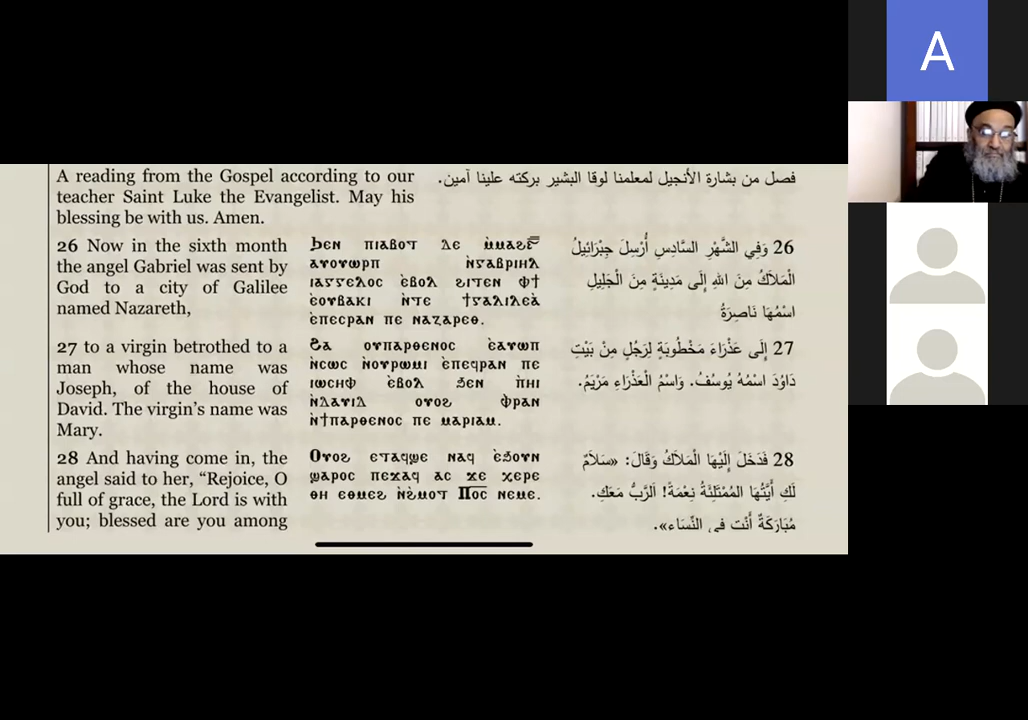 A
A reading from the Gospel according to our
teacher Saint Luke the Evangelist. May his
blessing be with us. Amen.
فصل من بشارة الأنجيل لمعلمنا لوقا البشير بركته علينا آمين.
26 Now in the sixth month
the angel Gabriel was sent by
God to a city of Galilee
named Nazareth,
Ϧⲉⲛ ⲡⲓⲁⲃⲟⲧ ⲇⲉ ⲙ̀ⲙⲁϩⲋ̅
ⲁⲩⲟⲩⲱⲣⲡ ⲛ̀ⲅⲁⲃⲣⲓⲏⲗ
ⲓⲁⲅⲅⲉⲗⲟⲥ ⲉ̀ⲃⲟⲗ ϩⲓⲧⲉⲛ ⲫϯ
ⲉ̀ⲟⲩⲃⲁⲕⲓ ⲛ̀ⲧⲉ ϯⲅⲁⲗⲓⲗⲉⲁ̀
ⲉ̀ⲡⲉⲥⲣⲁⲛ ⲡⲉ ⲛⲁⲍⲁⲣⲉⲑ.
26 وَفِي الشَّهْرِ السَّادِسِ أُرْسِلَ جِبْرَائِيلُ
الْمَلاَكُ مِنَ اللهِ إِلَى مَدِينَةٍ مِنَ الْجَلِيلِ
اسْمُهَا نَاصِرَةُ
27 to a virgin betrothed to a
man whose name was
Joseph, of the house of
David. The virgin’s name was
Mary.
Ϩⲁ ⲟⲩⲡⲁⲣⲑⲉⲛⲟⲥ ⲉ̀ⲁⲩⲱⲡ
ⲛ̀ⲥⲱⲥ ⲛ̀ⲟⲩⲣⲱⲙⲓ ⲉ̀ⲡⲉϥⲣⲁⲛ ⲡⲉ
ⲓⲱⲥⲏⲫ ⲉ̀ⲃⲟⲗ ϧⲉⲛ ⲡ̀ⲏⲓ
ⲛ̀ⲇⲁⲩⲓⲇ ⲟⲩⲟϩ ⲫ̀ⲣⲁⲛ
ⲛ̀ϯⲡⲁⲣⲑⲉⲛⲟⲥ ⲡⲉ ⲙⲁⲣⲓⲁⲙ.
27 إِلَى عَذْرَاءَ مَخْطُوبَةٍ لِرَجُلٍ مِنْ بَيْتِ
دَاوُدَ اسْمُهُ يُوسُفُ. وَاسْمُ الْعَذْرَاءِ مَرْيَمُ.
28 And having come in, the
angel said to her, “Rejoice, O
full of grace, the Lord is with
you; blessed are you among
Ⲟⲩⲟϩ ⲉⲧⲁϥϣⲉ ⲛⲁϥ ⲉ̀ϧⲟⲩⲛ
ϣⲁⲣⲟⲥ ⲡⲉϫⲁϥ ⲁⲥ ϫⲉ ⲭⲉⲣⲉ
ⲑⲏ ⲉⲑⲙⲉϩ ⲛ̀ϩⲙⲟⲧ Ⲡ̅ⲟ̅ⲥ̅ ⲛⲉⲙⲉ.
28 فَدَخَلَ إِلَيْهَا الْمَلاَكُ وَقَالَ: «سَلاَمٌ
لَكِ أَيَّتُهَا المُمْتَلِئَةُ نِعْمَةً! اَلرَّبُّ مَعَكِ.
مُبَارَكَةٌ أَنْتِ فِي النِّسَاءِ».